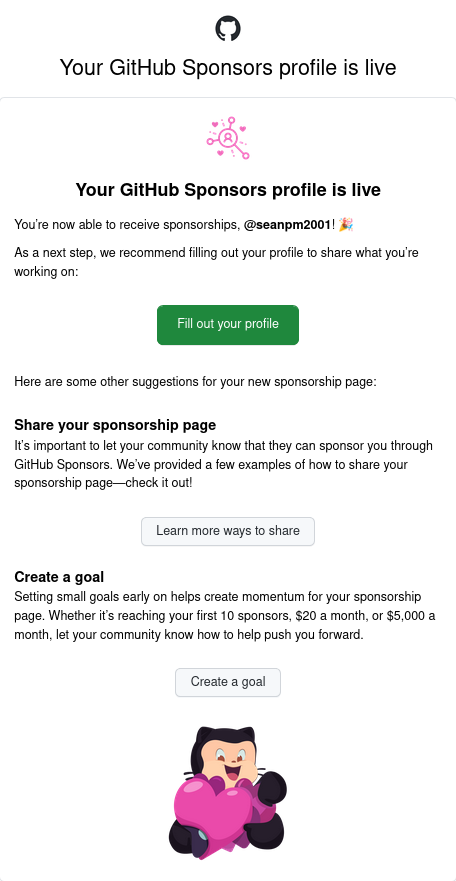 Your GitHub Sponsors profile is live
Your GitHub Sponsors profile is live
You’re now able to receive sponsorships, @seanpm2001! 🎉
As a next step, we recommend filling out your profile to share what you’re
working on:
Fill out your profile
Here are some other suggestions for your new sponsorship page:
Share your sponsorship page
It’s important to let your community know that they can sponsor you through
GitHub Sponsors. We’ve provided a few examples of how to share your
sponsorship page—check it out!
Learn more ways to share
Create a goal
Setting small goals early on helps create momentum for your sponsorship
page. Whether it’s reaching your first 10 sponsors, $20 a month, or $5,000 a
month, let your community know how to help push you forward.
Create a goal